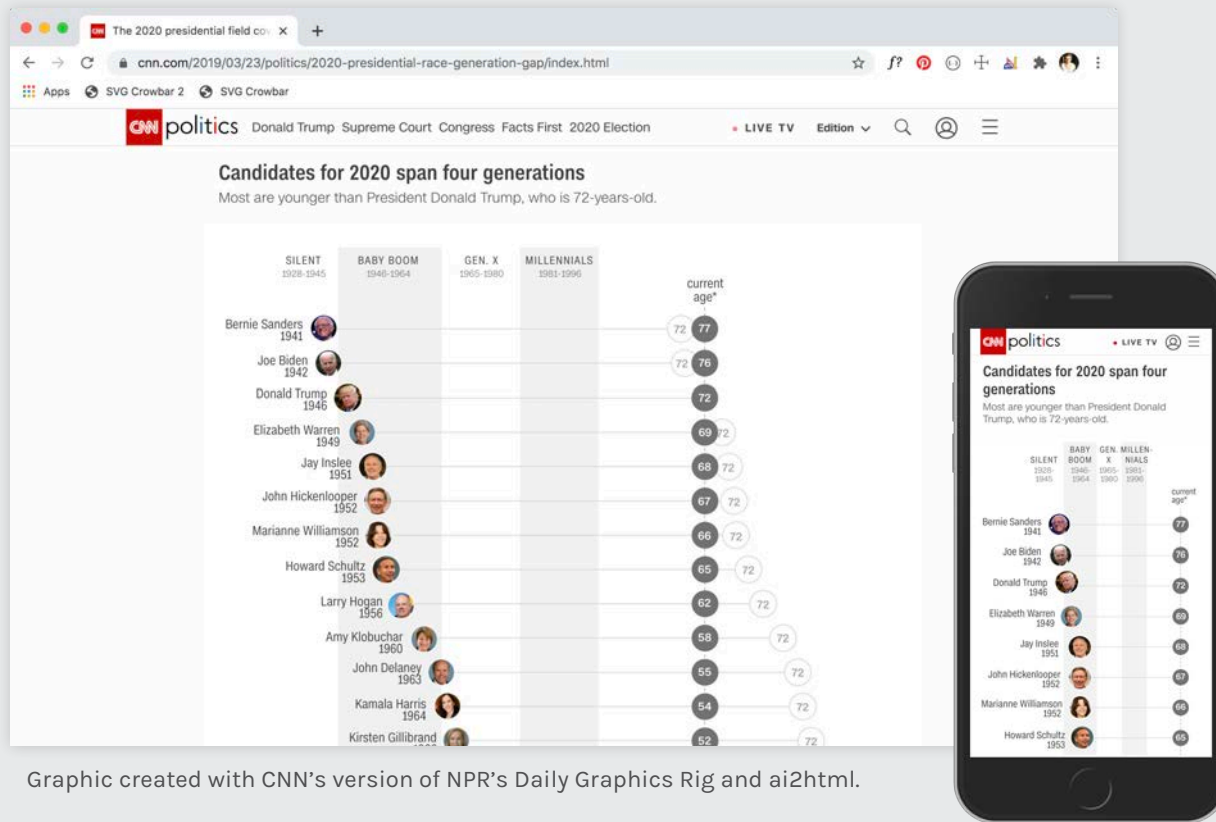 CNN The 2020 presidential field cov × +
cnn.com/2019/03/23/politics/2020-presidential-race-generation-gap/index.html
f?
Apps SVG Crowbar 2 SVG Crowbar
CNN politics Donald Trump Supreme Court Congress Facts First 2020 Election LIVE TV Edition
Candidates for 2020 span four generations
Most are younger than President Donald Trump, who is 72-years-old.
SILENT BABY BOOM GEN. X MILLENNIALS
1928-1945 1946-1964 1965-1980 1981-1996
current
age*
Bernie Sanders 72 77
1941
Joe Biden 72 76
1942
Donald Trump 72
1946
Elizabeth Warren 69 72
1949
Jay Inslee 68 72
1951
John Hickenlooper 67 72
1952
Marianne Williamson 66 72
1952
Howard Schultz 65 72
1953
Larry Hogan 62 72
1956
Amy Klobuchar 58 72
1960
John Delaney 55 72
1963
Kamala Harris 54 72
1964
Kirsten Gillibrand 52 72
CNN politics LIVE TV
Candidates for 2020 span four
generations
Most are younger than President Donald
Trump, who is 72-years-old.
BABY GEN. MILLEN-
SILENT BOOM X NIALS
1928- 1946- 1965- 1981-
1945 1964 1980 1996
current
age*
Bernie Sanders 77
1941
Joe Biden 76
1942
Donald Trump 72
1946
Elizabeth Warren 69
1949
Jay Inslee 68
1951
John Hickenlooper 67
1952
Marianne Williamson 66
1952
Howard Schultz 65
1953
Graphic created with CNN's version of NPR's Daily Graphics Rig and ai2html.